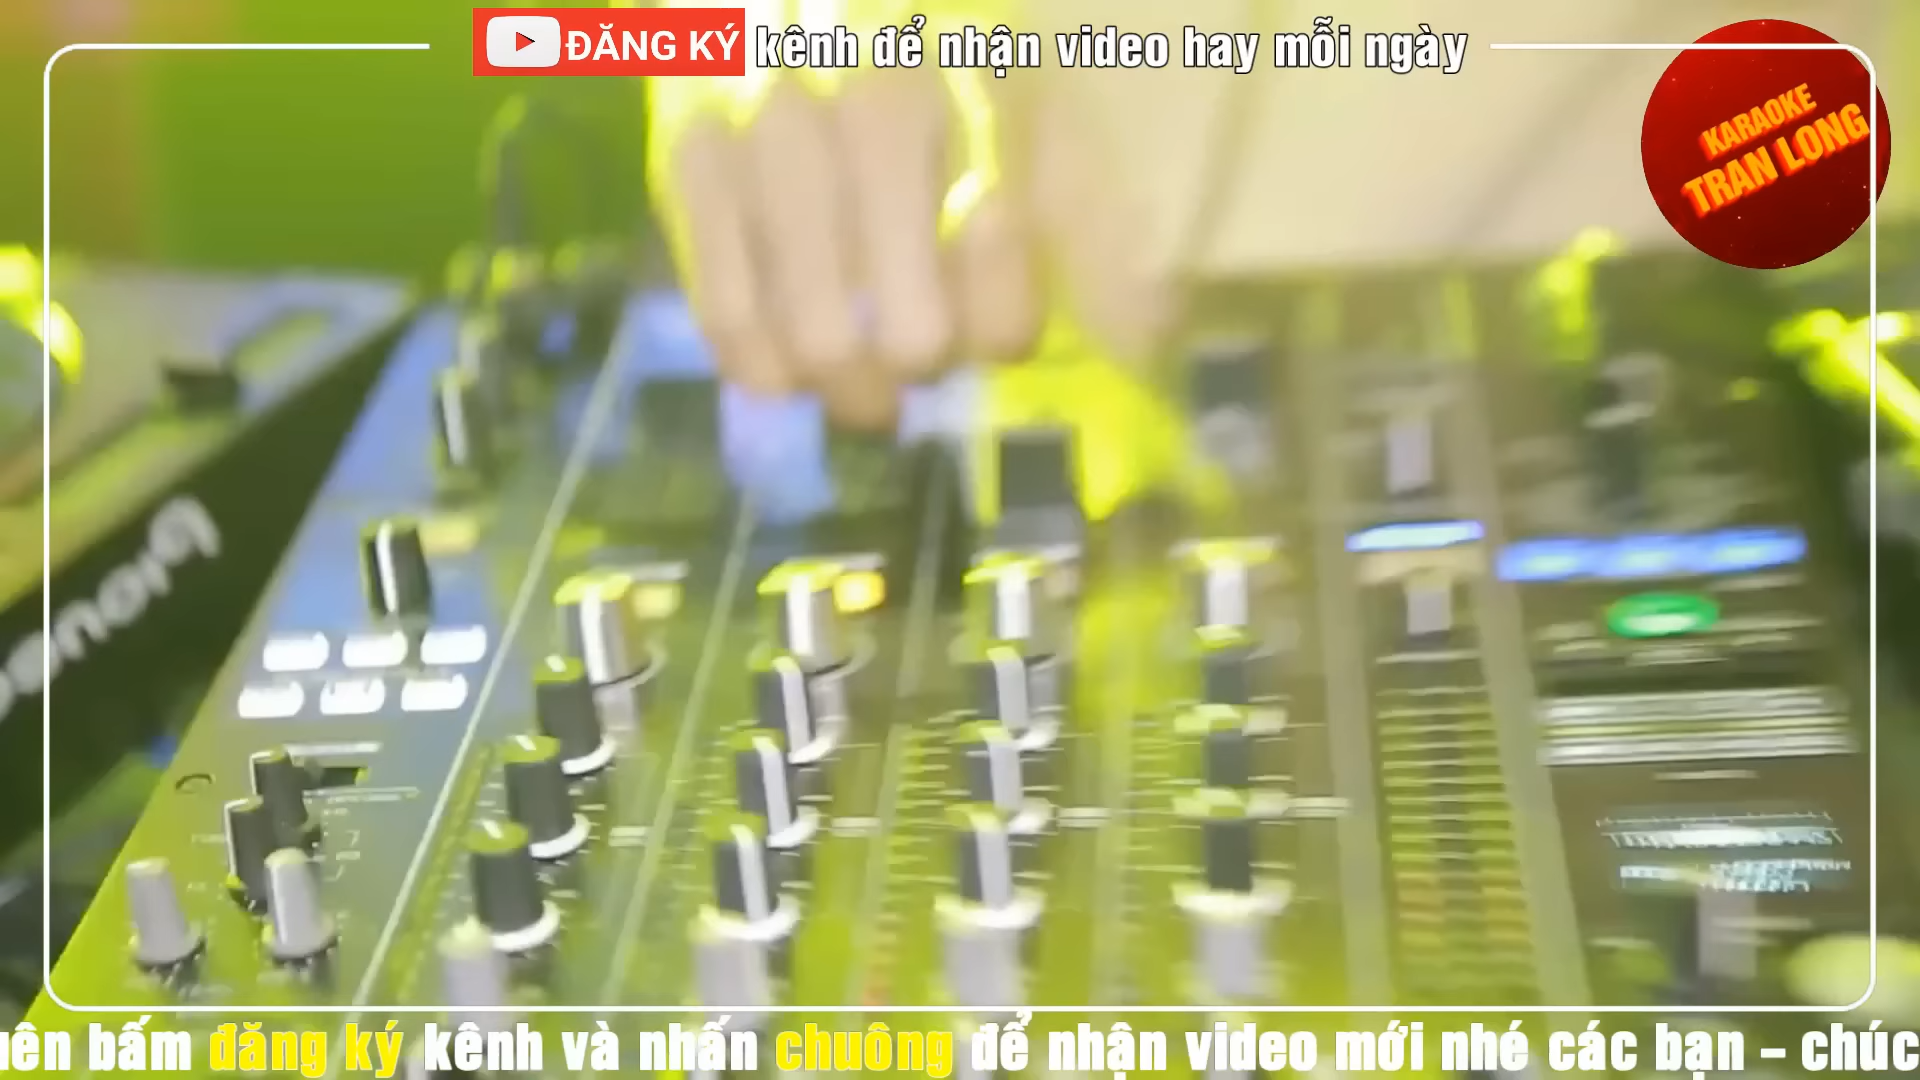 ĐĂNG KÝ kênh để nhận video hay mỗi ngày
KARAOKE
TRAN LONG
Pioneer
bấm đăng ký kênh và nhấn chuông để nhận video mới nhé các bạn – chúc